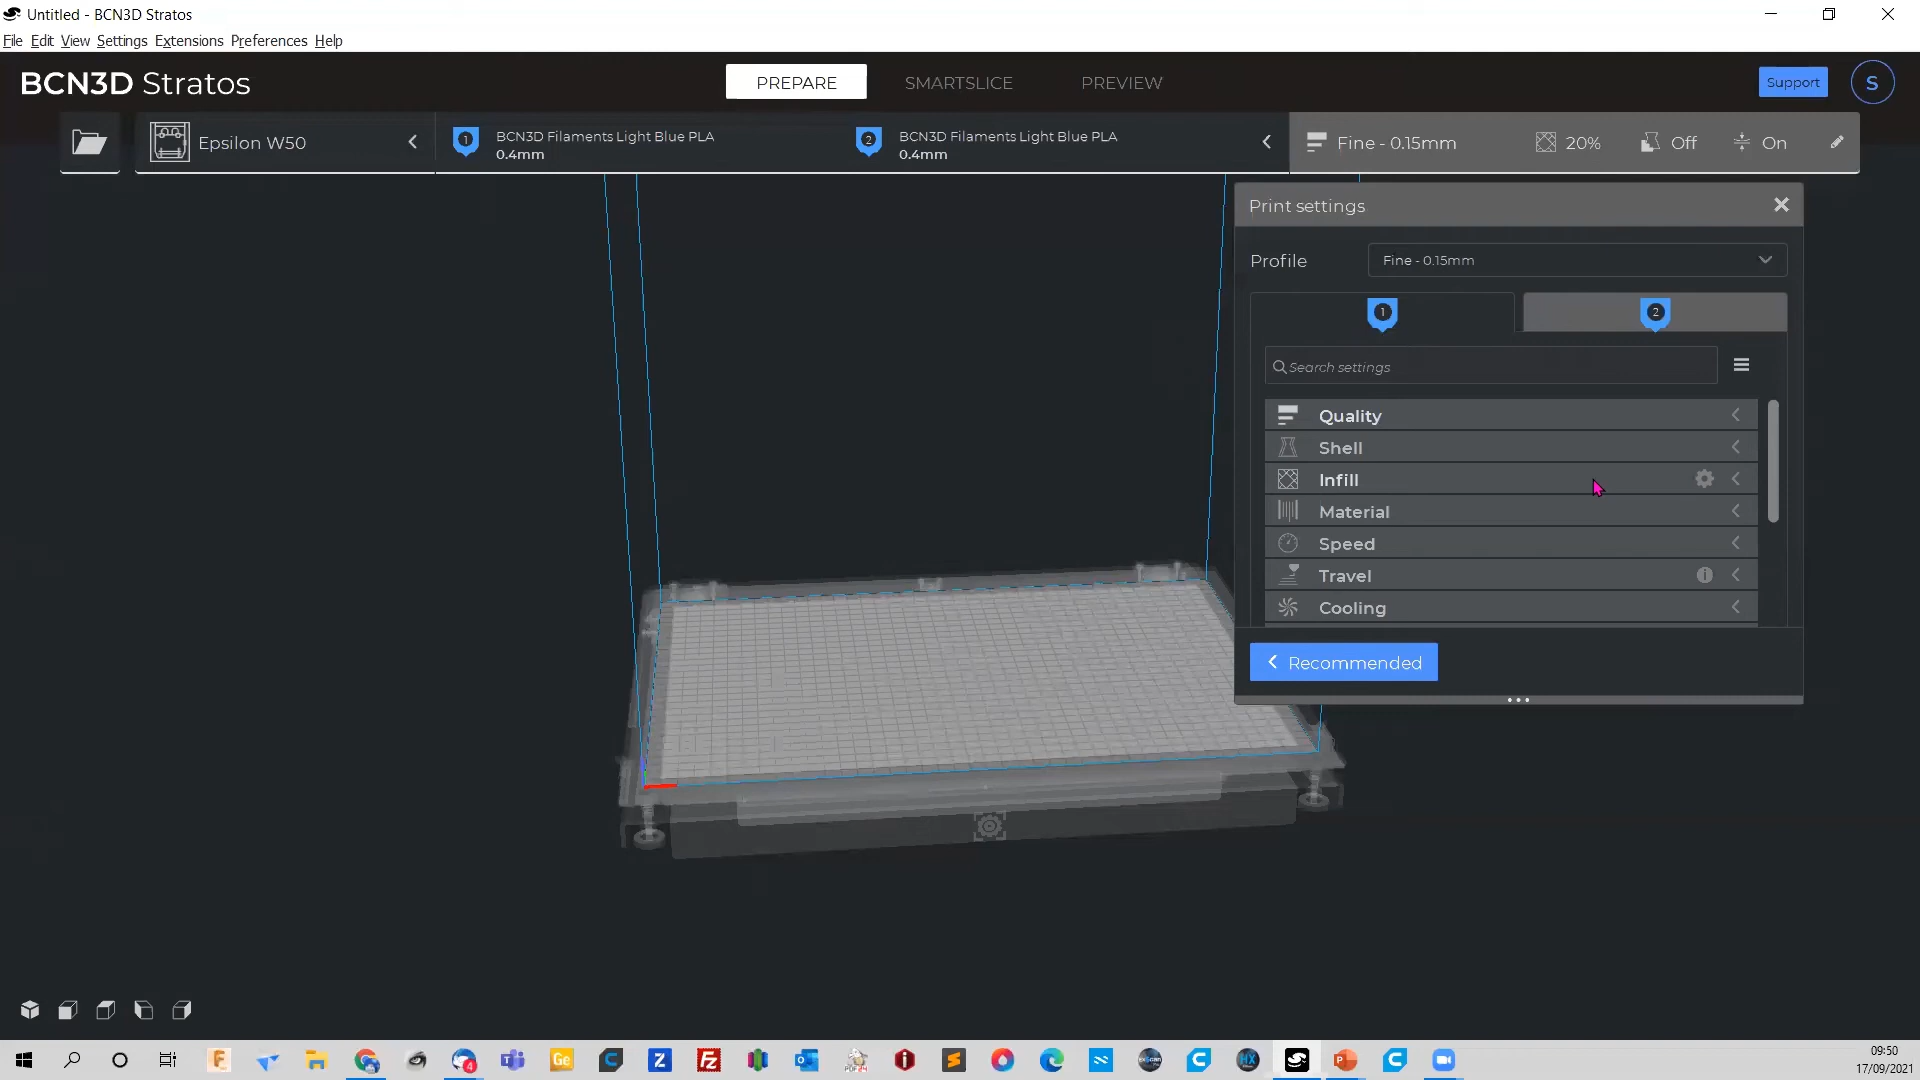 Untitled - BCN3D Stratos
File Edit View Settings Extensions Preferences Help
BCN3D Stratos
PREPARE
SMARTSLICE
PREVIEW
Support
S
Epsilon W50
1
BCN3D Filaments Light Blue PLA
0.4mm
2
BCN3D Filaments Light Blue PLA
0.4mm
Fine - 0.15mm
20%
Off
On
Print settings
Profile
Fine - 0.15mm
1
2
Search settings
Quality
Shell
Infill
Material
Speed
Travel
Cooling
Recommended
09:50
17/09/2021